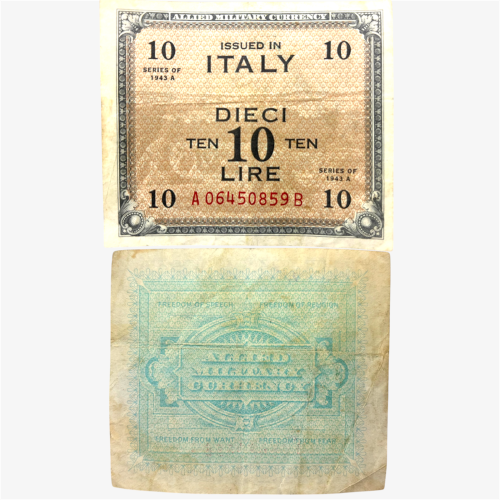 ALLIED MILITARY CURRENCY
10 ISSUED IN 10
SERIES OF
1943 A
ITALY
DIECI
TEN 10 TEN
LIRE
SERIES OF
1943 A
10 A06450859B 10
FREEDOM OF SPEECH FREEDOM OF RELIGION
ALLIED
MILITARY
CURRENCY
FREEDOM FROM WANT FREEDOM FROM FEAR